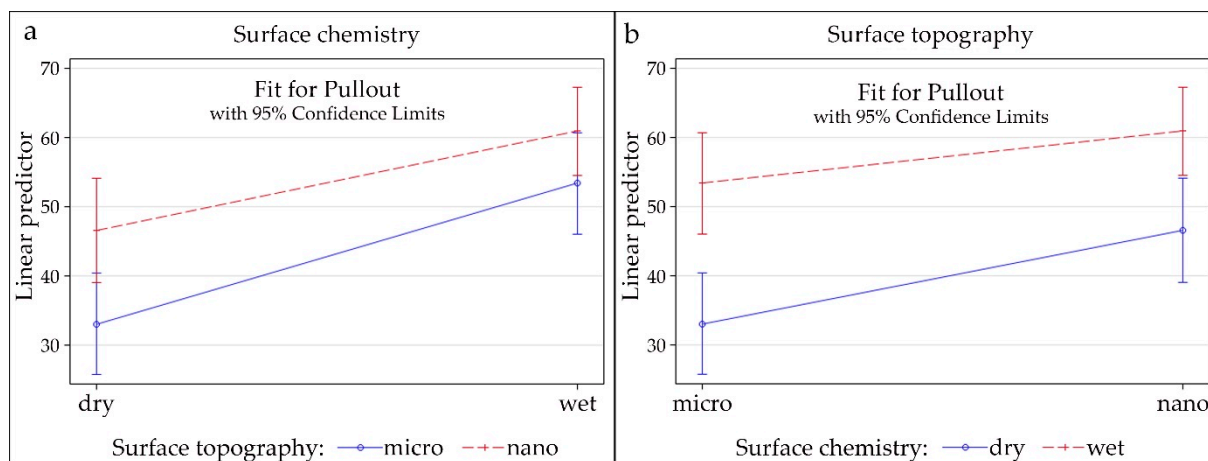 a
Surface chemistry
Fit for Pullout
with 95% Confidence Limits
Linear predictor
70
60
50
40
30
dry
wet
Surface topography: micro nano
b
Surface topography
Fit for Pullout
with 95% Confidence Limits
Linear predictor
70
60
50
40
30
micro
nano
Surface chemistry: dry wet